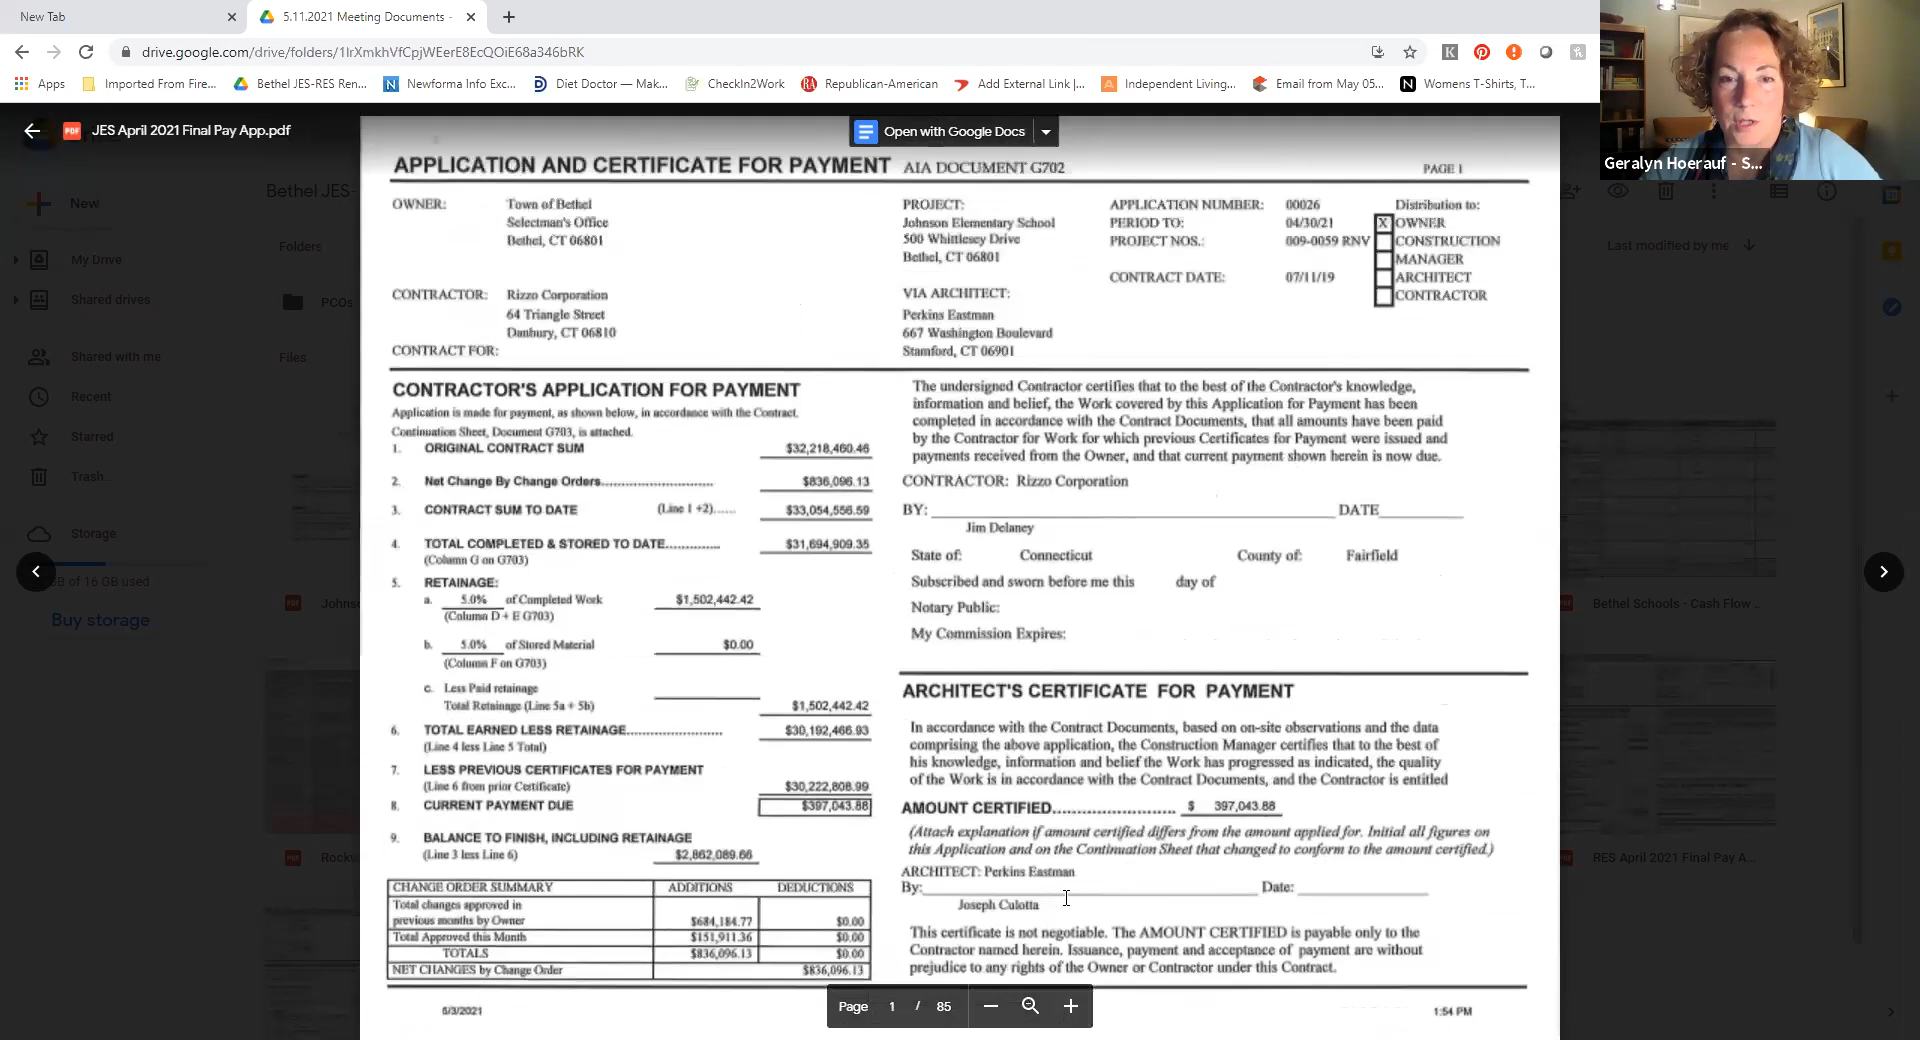 New Tab
5.11.2021 Meeting Documents -
drive.google.com/drive/folders/1IrXmkhVfCpjWEerE8EcQOiE68a346bRK
Apps Imported From Fire... Bethel JES-RES Ren... Newforma Info Exc... Diet Doctor — Mak... CheckIn2Work Republican-American Add External Link |... Independent Living... Email from May 05... Womens T-Shirts, T...
Geralyn Hoerauf - S...
PDF JES April 2021 Final Pay App.pdf
Open with Google Docs
New
My Drive
Shared drives
Shared with me
Recent
Starred
Trash
Storage
GB of 16 GB used
Buy storage
Bethel JES-
Folders
Last modified by me
PCOs
Files
Johns
Rockw
Bethel Schools - Cash Flow ...
RES April 2021 Final Pay A...
APPLICATION AND CERTIFICATE FOR PAYMENT AIA DOCUMENT G702 PAGE 1
OWNER: Town of Bethel
Selectman's Office
Bethel, CT 06801
PROJECT:
Johnson Elementary School
500 Whittlesey Drive
Bethel, CT 06801
APPLICATION NUMBER: 00026
PERIOD TO: 04/30/21
PROJECT NOS.: 009-0059 RNV
CONTRACT DATE: 07/11/19
Distribution to:
X OWNER
CONSTRUCTION
MANAGER
ARCHITECT
CONTRACTOR
CONTRACTOR: Rizzo Corporation
64 Triangle Street
Danbury, CT 06810
CONTRACT FOR:
VIA ARCHITECT:
Perkins Eastman
667 Washington Boulevard
Stamford, CT 06901
CONTRACTOR'S APPLICATION FOR PAYMENT
Application is made for payment, as shown below, in accordance with the Contract.
Continuation Sheet, Document G703, is attached.
1. ORIGINAL CONTRACT SUM $32,218,460.46
2. Net Change By Change Orders............................ $836,096.13
3. CONTRACT SUM TO DATE (Line 1 +2)...... $33,054,556.59
4. TOTAL COMPLETED & STORED TO DATE.............. $31,694,909.35
(Column G on G703)
5. RETAINAGE:
a. 5.0% of Completed Work $1,502,442.42
(Column D + E G703)
b. 5.0% of Stored Material $0.00
(Column F on G703)
c. Less Paid retainage
Total Retainage (Line 5a + 5b) $1,502,442.42
6. TOTAL EARNED LESS RETAINAGE........................ $30,192,466.93
(Line 4 less Line 5 Total)
7. LESS PREVIOUS CERTIFICATES FOR PAYMENT
(Line 6 from prior Certificate) $30,222,808.99
8. CURRENT PAYMENT DUE $397,043.88
9. BALANCE TO FINISH, INCLUDING RETAINAGE
(Line 3 less Line 6) $2,862,089.66
CHANGE ORDER SUMMARY ADDITIONS DEDUCTIONS
Total changes approved in
previous months by Owner $684,184.77 $0.00
Total Approved this Month $151,911.36 $0.00
TOTALS $836,096.13 $0.00
NET CHANGES by Change Order $836,096.13
The undersigned Contractor certifies that to the best of the Contractor's knowledge,
information and belief, the Work covered by this Application for Payment has been
completed in accordance with the Contract Documents, that all amounts have been paid
by the Contractor for Work for which previous Certificates for Payment were issued and
payments received from the Owner, and that current payment shown herein is now due.
CONTRACTOR: Rizzo Corporation
BY: DATE
Jim Delaney
State of: Connecticut County of: Fairfield
Subscribed and sworn before me this day of
Notary Public:
My Commission Expires:
ARCHITECT'S CERTIFICATE FOR PAYMENT
In accordance with the Contract Documents, based on on-site observations and the data
comprising the above application, the Construction Manager certifies that to the best of
his knowledge, information and belief the Work has progressed as indicated, the quality
of the Work is in accordance with the Contract Documents, and the Contractor is entitled
AMOUNT CERTIFIED............................ $ 397,043.88
(Attach explanation if amount certified differs from the amount applied for. Initial all figures on
this Application and on the Continuation Sheet that changed to conform to the amount certified.)
ARCHITECT: Perkins Eastman
By: Date:
Joseph Culotta
This certificate is not negotiable. The AMOUNT CERTIFIED is payable only to the
Contractor named herein. Issuance, payment and acceptance of payment are without
prejudice to any rights of the Owner or Contractor under this Contract.
6/3/2021 1:54 PM
Page 1 / 85